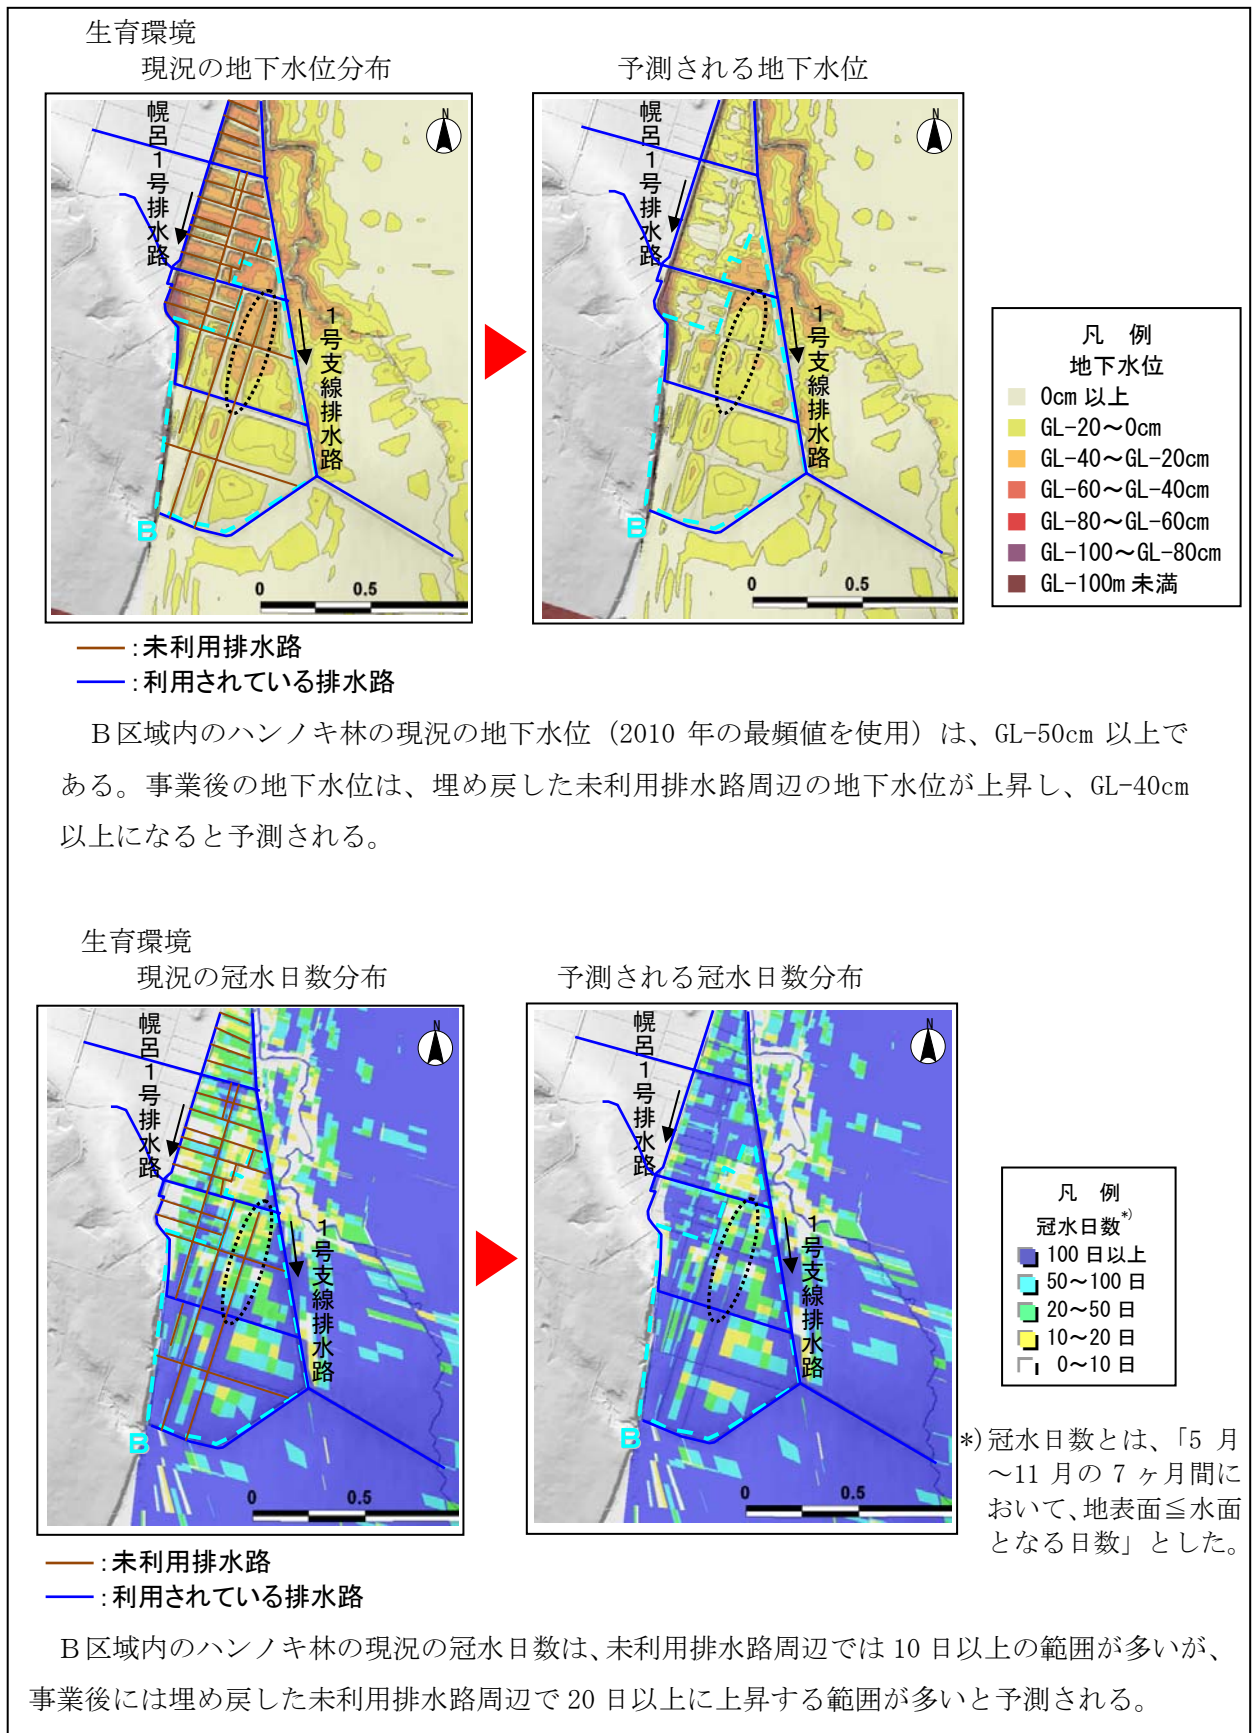 生育環境
現況の地下水位分布
予測される地下水位
幌呂1号排水路
1号支線排水路
N
B
0 0.5
幌呂1号排水路
1号支線排水路
N
B
0 0.5
凡 例
地下水位
0cm 以上
GL-20～0cm
GL-40～GL-20cm
GL-60～GL-40cm
GL-80～GL-60cm
GL-100～GL-80cm
GL-100m 未満
：未利用排水路
：利用されている排水路
B区域内のハンノキ林の現況の地下水位（2010 年の最頻値を使用）は、GL-50cm 以上で
ある。事業後の地下水位は、埋め戻した未利用排水路周辺の地下水位が上昇し、GL-40cm
以上になると予測される。
生育環境
現況の冠水日数分布
予測される冠水日数分布
幌呂1号排水路
1号支線排水路
N
B
0 0.5
幌呂1号排水路
1号支線排水路
N
B
0 0.5
凡 例
冠水日数*)
100 日以上
50～100 日
20～50 日
10～20 日
0～10 日
*)冠水日数とは、「5 月
～11 月の 7 ヶ月間に
おいて、地表面≦水面
となる日数」とした。
：未利用排水路
：利用されている排水路
B区域内のハンノキ林の現況の冠水日数は、未利用排水路周辺では 10 日以上の範囲が多いが、
事業後には埋め戻した未利用排水路周辺で 20 日以上に上昇する範囲が多いと予測される。